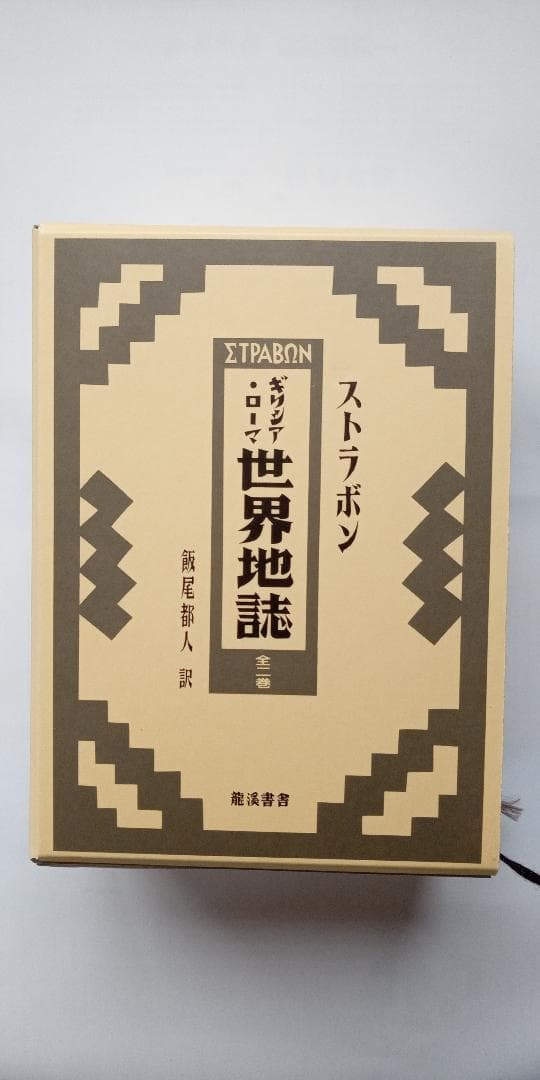 ΣΤΡΑΒΩΝ
ストラボン
ギリシア
・ローマ
世界地誌
全二巻
飯尾都人 訳
龍溪書舎